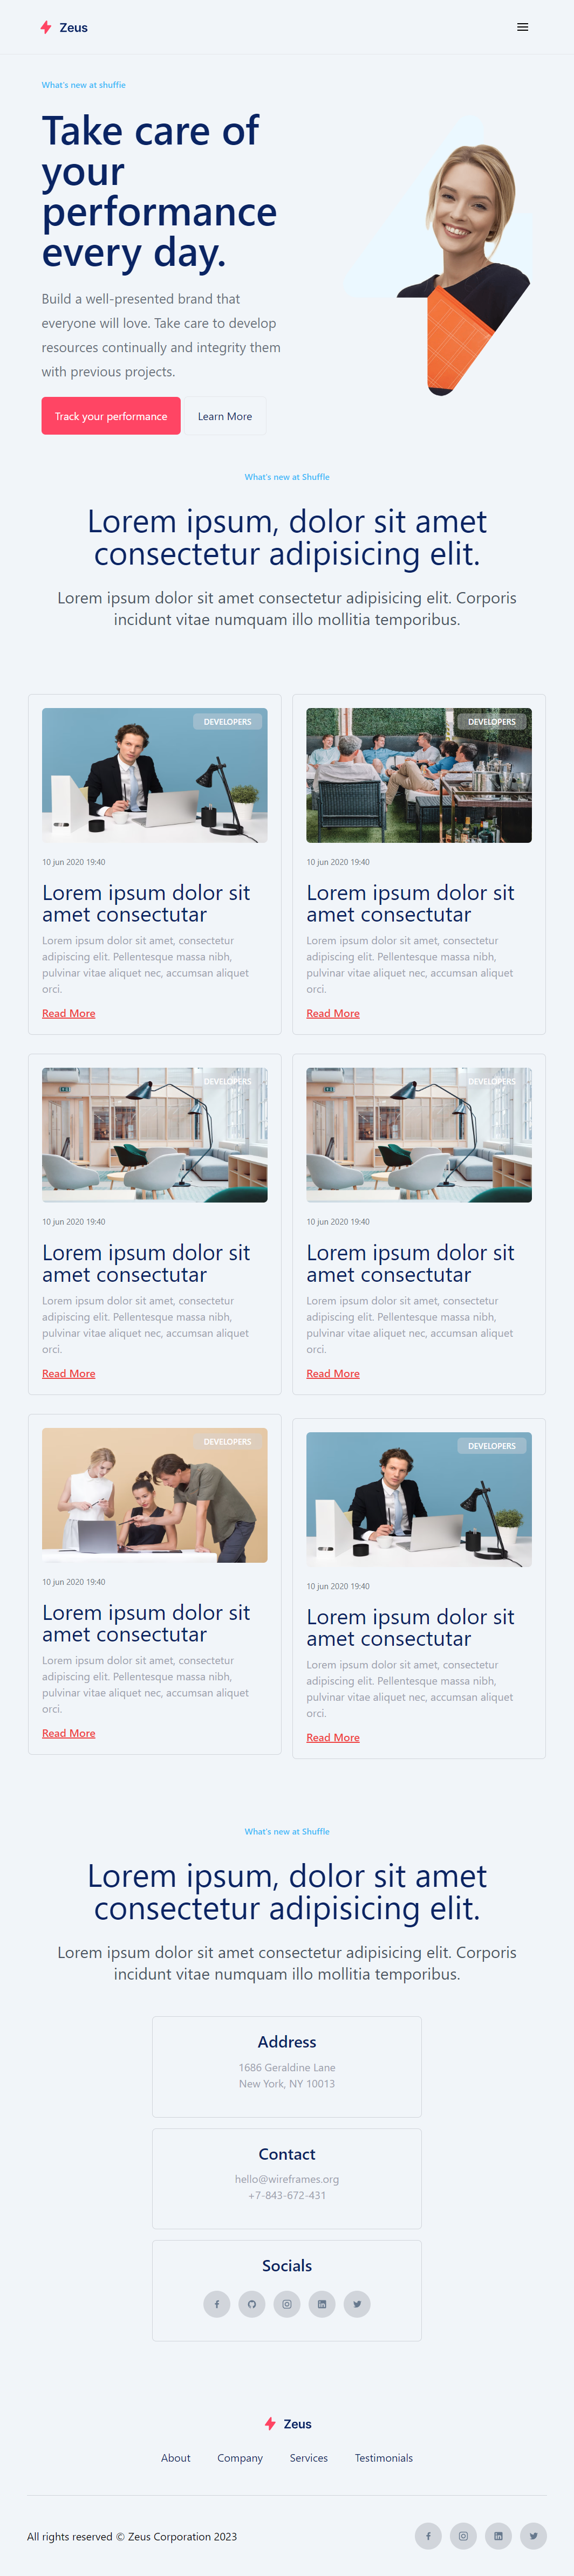 Zeus
What's new at shuffle
Take care of
your
performance
every day.
Build a well-presented brand that
everyone will love. Take care to develop
resources continually and integrity them
with previous projects.
Track your performance
Learn More
What's new at Shuffle
Lorem ipsum, dolor sit amet
consectetur adipisicing elit.
Lorem ipsum dolor sit amet consectetur adipisicing elit. Corporis
incidunt vitae numquam illo mollitia temporibus.
DEVELOPERS
10 jun 2020 19:40
Lorem ipsum dolor sit
amet consectutar
Lorem ipsum dolor sit amet, consectetur
adipiscing elit. Pellentesque massa nibh,
pulvinar vitae aliquet nec, accumsan aliquet
orci.
Read More
DEVELOPERS
10 jun 2020 19:40
Lorem ipsum dolor sit
amet consectutar
Lorem ipsum dolor sit amet, consectetur
adipiscing elit. Pellentesque massa nibh,
pulvinar vitae aliquet nec, accumsan aliquet
orci.
Read More
DEVELOPERS
10 jun 2020 19:40
Lorem ipsum dolor sit
amet consectutar
Lorem ipsum dolor sit amet, consectetur
adipiscing elit. Pellentesque massa nibh,
pulvinar vitae aliquet nec, accumsan aliquet
orci.
Read More
DEVELOPERS
10 jun 2020 19:40
Lorem ipsum dolor sit
amet consectutar
Lorem ipsum dolor sit amet, consectetur
adipiscing elit. Pellentesque massa nibh,
pulvinar vitae aliquet nec, accumsan aliquet
orci.
Read More
DEVELOPERS
10 jun 2020 19:40
Lorem ipsum dolor sit
amet consectutar
Lorem ipsum dolor sit amet, consectetur
adipiscing elit. Pellentesque massa nibh,
pulvinar vitae aliquet nec, accumsan aliquet
orci.
Read More
DEVELOPERS
10 jun 2020 19:40
Lorem ipsum dolor sit
amet consectutar
Lorem ipsum dolor sit amet, consectetur
adipiscing elit. Pellentesque massa nibh,
pulvinar vitae aliquet nec, accumsan aliquet
orci.
Read More
What's new at Shuffle
Lorem ipsum, dolor sit amet
consectetur adipisicing elit.
Lorem ipsum dolor sit amet consectetur adipisicing elit. Corporis
incidunt vitae numquam illo mollitia temporibus.
Address
1686 Geraldine Lane
New York, NY 10013
Contact
hello@wireframes.org
+7-843-672-431
Socials
Zeus
About Company Services Testimonials
All rights reserved © Zeus Corporation 2023